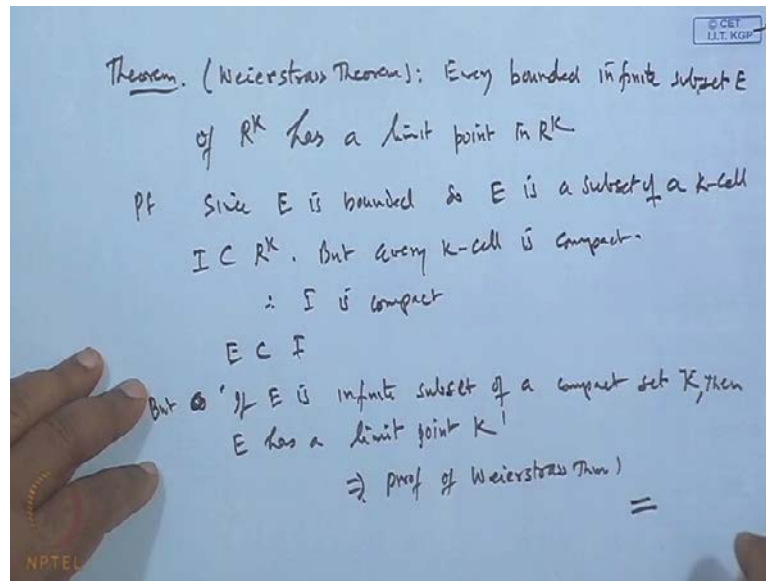 © CET
I.I.T. KGP
Theorem. (Weierstrass Theorem): Every bounded infinite subset E
of R^K has a limit point in R^K
Pf Since E is bounded so E is a subset of a K-cell
I ⊂ R^K. But every K-cell is compact.
∴ I is compact
E ⊂ I
But 'If E is infinite subset of a compact set K, then
E has a limit point K'
⇒ proof of Weierstrass Thm)
=
NPTEL